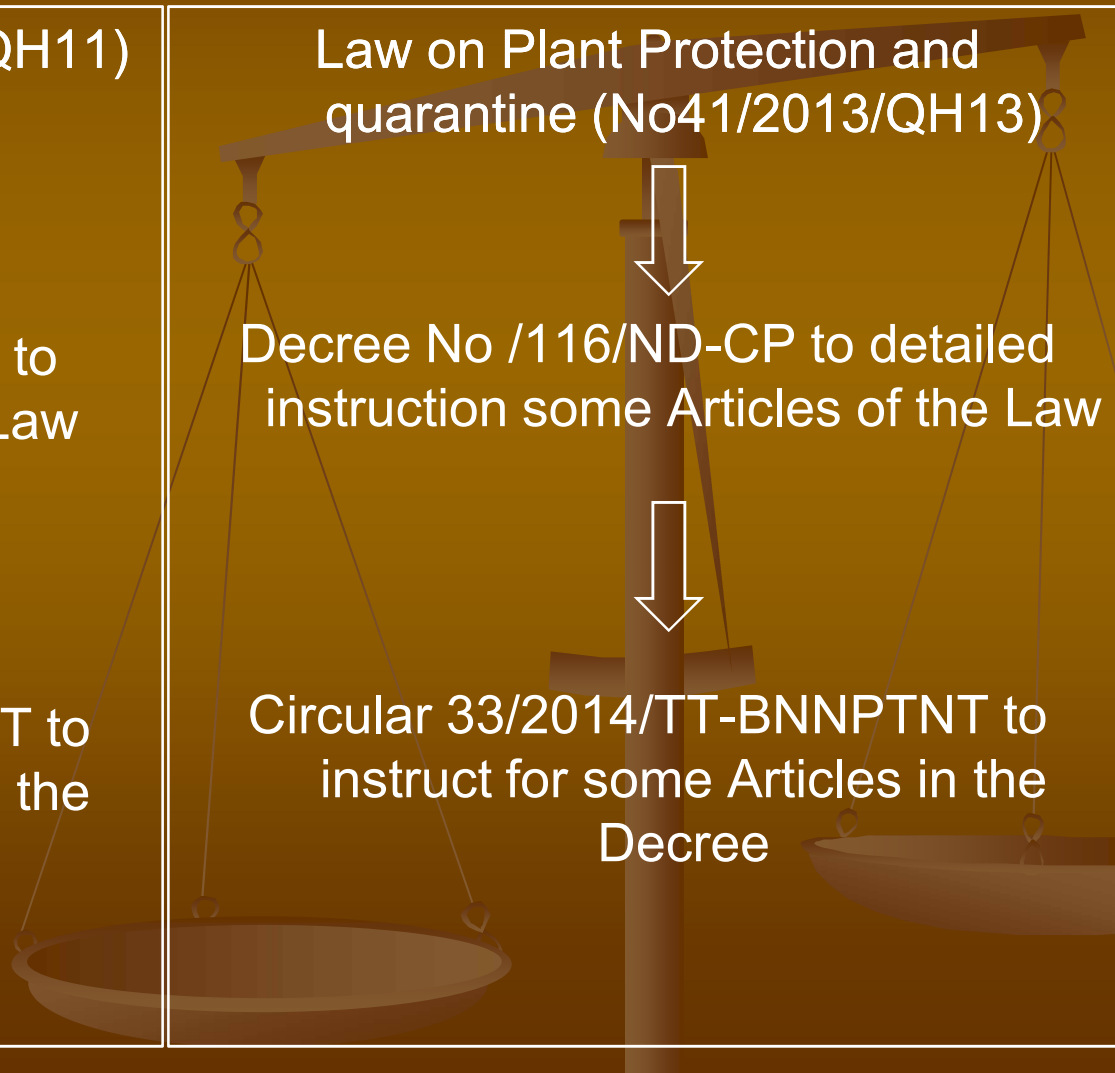 QH11)
to
Law
T to
the
Law on Plant Protection and
quarantine (No41/2013/QH13)
Decree No /116/ND-CP to detailed
instruction some Articles of the Law
Circular 33/2014/TT-BNNPTNT to
instruct for some Articles in the
Decree